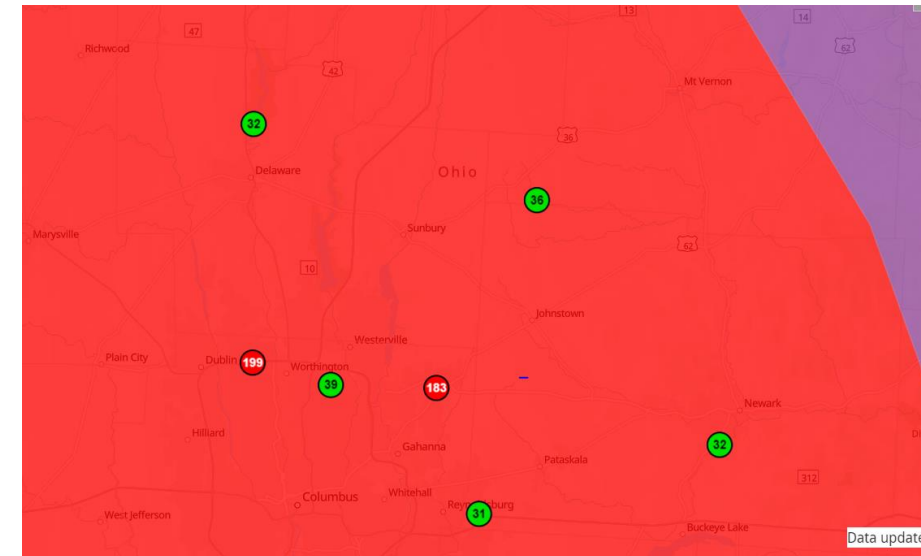 13
14
47
Richwood
62
42
Mt Vernon
32
36
Delaware
Ohio
36
Sunbury
Marysville
62
10
Johnstown
Westerville
Plain City
Dublin
199
Worthington
39
183
Newark
Hilliard
32
Gahanna
Pataskala
312
Columbus
Whitehall
31
West Jefferson
Buckeye Lake
Data update